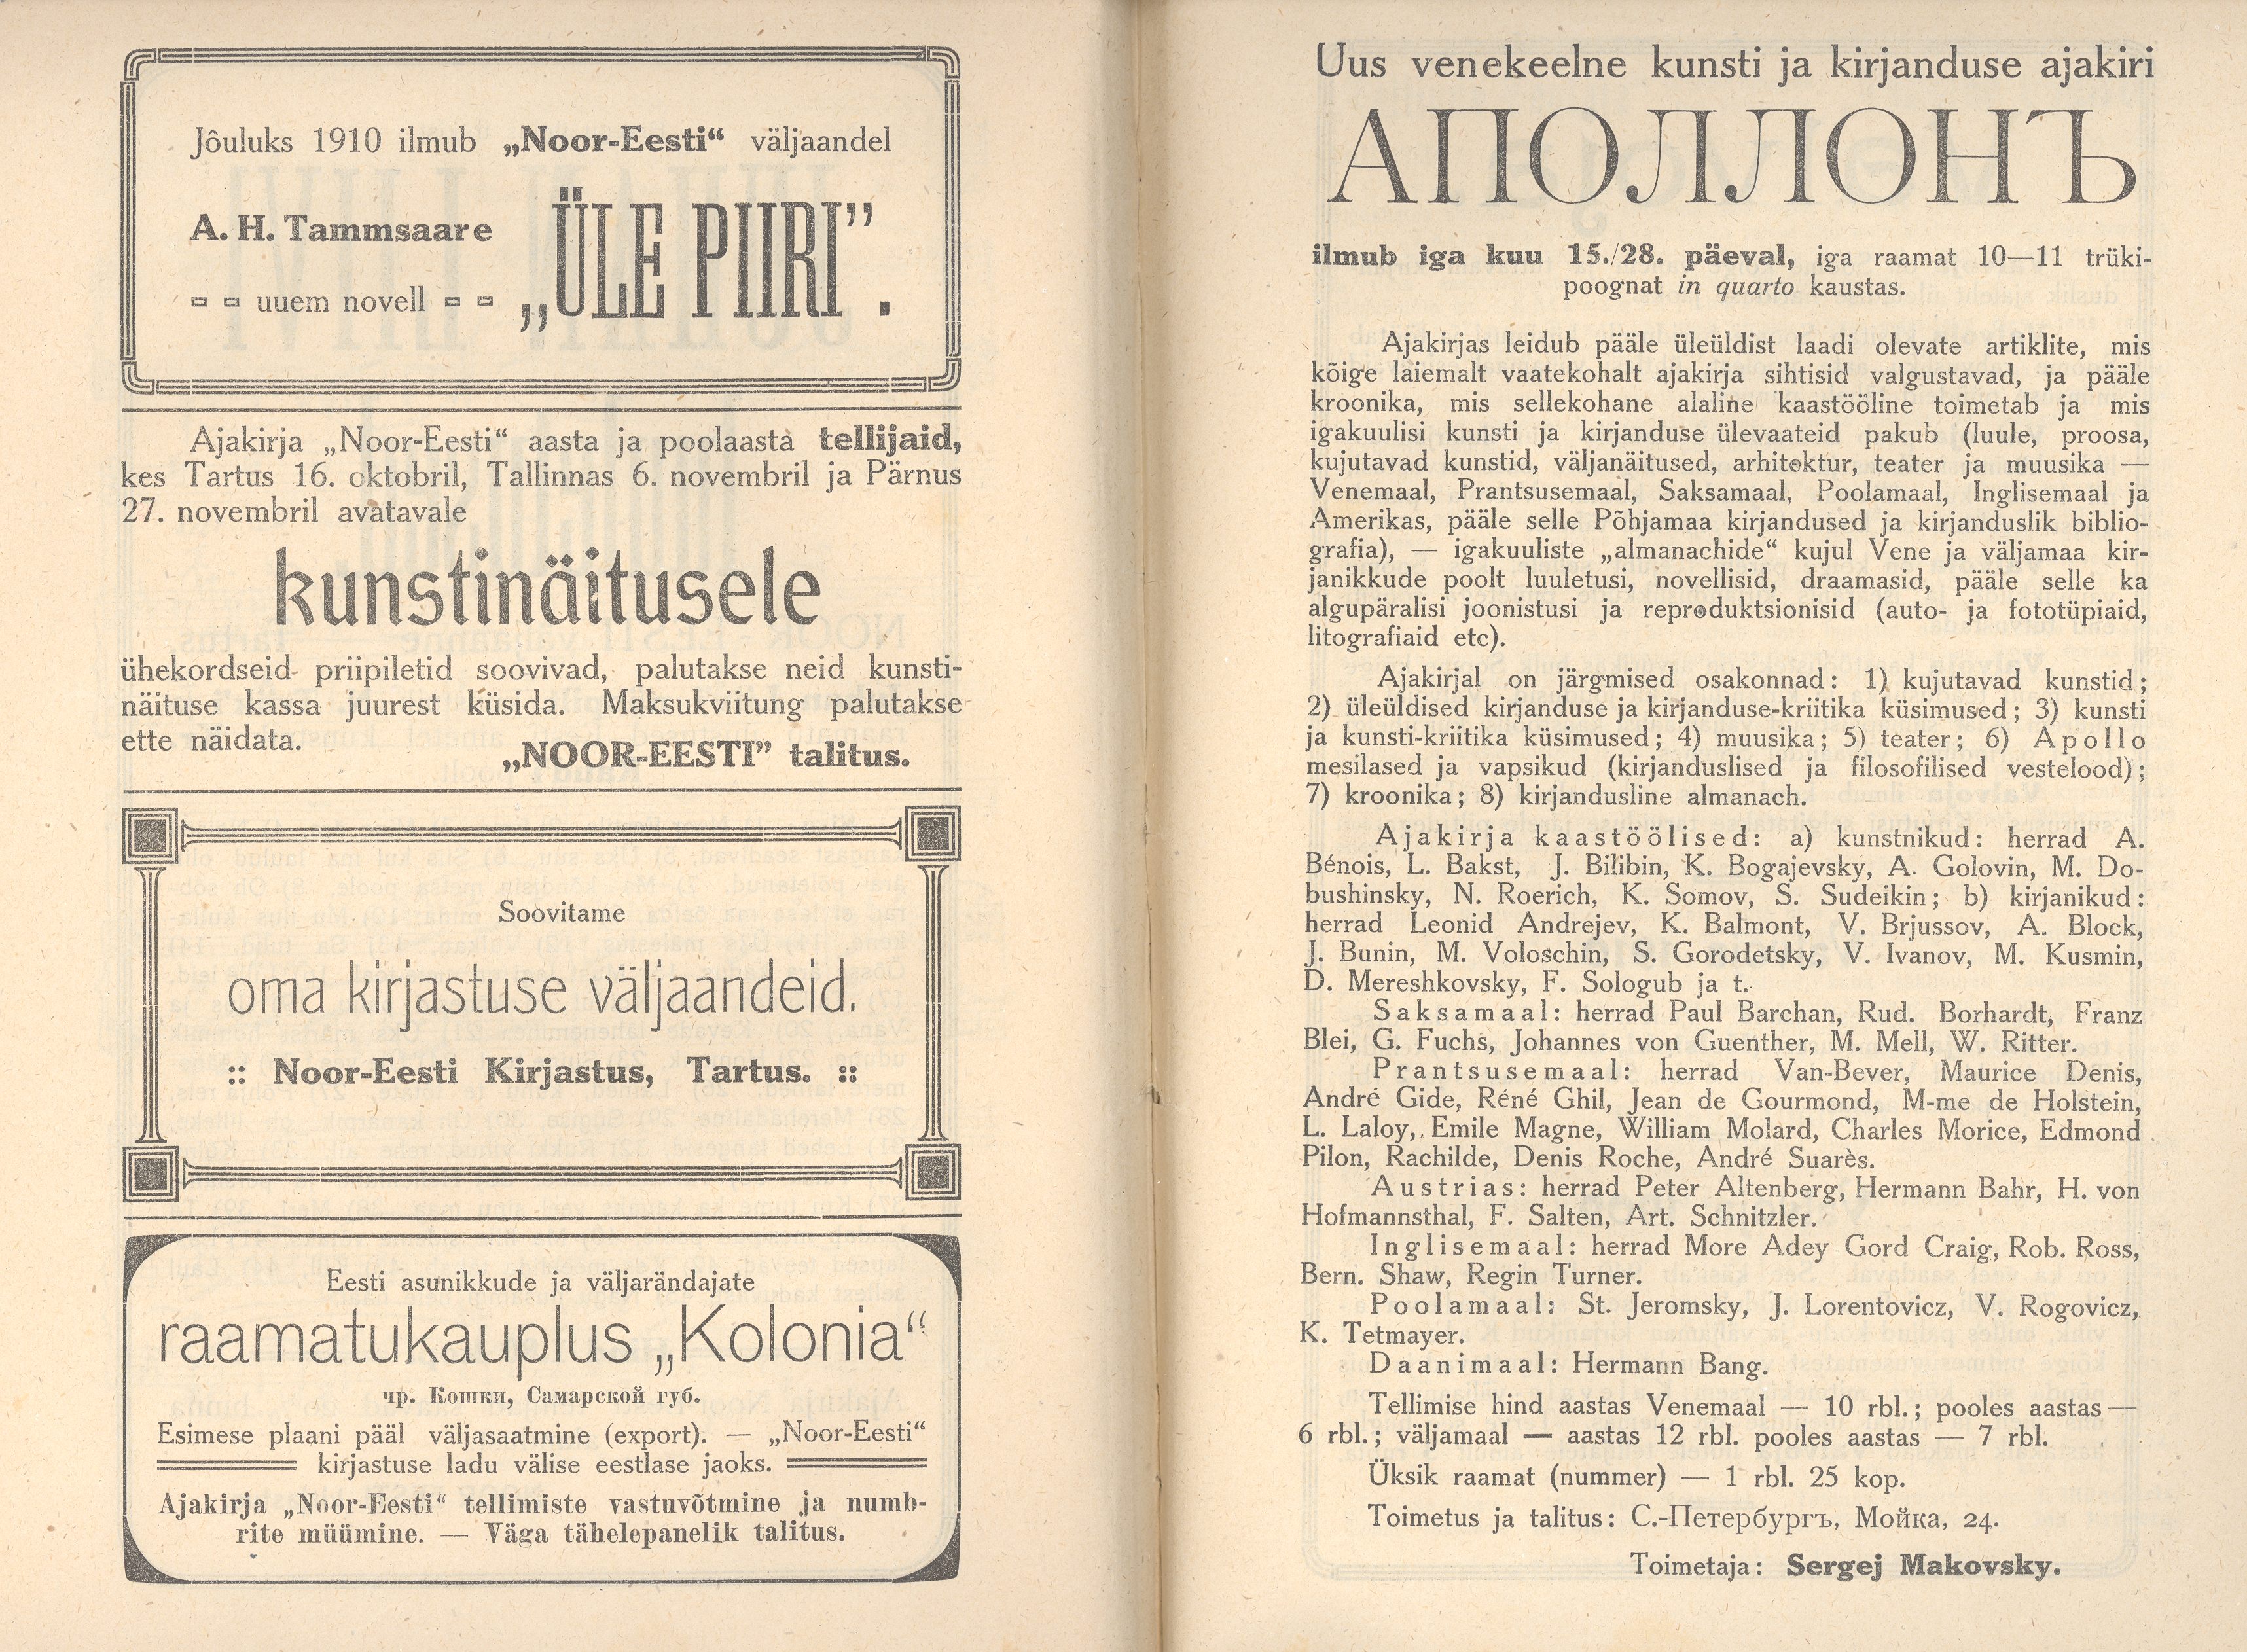 Jôuluks 1910 ilmub „Noor-Eesti“ väljaandel
A. H. Tammsaare
uuem novell
„ÜLE PIIRI”.
Ajakirja „Noor-Eesti“ aasta ja poolaasta tellijaid,
kes Tartus 16. oktobril, Tallinnas 6. novembril ja Pärnus
27. novembril avatavale
kunstinäitusele
ühekordseid priipiletid soovivad, palutakse neid kunsti-
näituse kassa juurest küsida. Maksukviitung palutakse
ette näidata.
„NOOR-EESTI” talitus.
Soovitame
oma kirjastuse väljaandeid.
:: Noor-Eesti Kirjastus, Tartus. ::
Eesti asunikkude ja väljarändajate
raamatukauplus „Kolonia“
чр. Кошки, Самарской губ.
Esimese plaani pääl väljasaatmine (export). — „Noor-Eesti“
kirjastuse ladu välise eestlase jaoks.
Ajakirja „Noor-Eesti“ tellimiste vastuvõtmine ja numb-
rite müümine. — Väga tähelepanelik talitus.
Uus venekeelne kunsti ja kirjanduse ajakiri
АПОЛЛОНЪ
ilmub iga kuu 15./28. päeval, iga raamat 10—11 trüki-
poognat in quarto kaustas.
Ajakirjas leidub pääle üleüldist laadi olevate artiklite, mis
kõige laiemalt vaatekohalt ajakirja sihtisid valgustavad, ja pääle
kroonika, mis sellekohane alaline kaastööline toimetab ja mis
igakuulisi kunsti ja kirjanduse ülevaateid pakub (luule, proosa,
kujutavad kunstid, väljanäitused, arhitektur, teater ja muusika —
Venemaal, Prantsusemaal, Saksamaal, Poolamaal, Inglisemaal ja
Amerikas, pääle selle Põhjamaa kirjandused ja kirjanduslik biblio-
grafia), — igakuuliste „almanachide“ kujul Vene ja väljamaa kir-
janikkude poolt luuletusi, novellisid, draamasid, pääle selle ka
algupäralisi joonistusi ja reproduktsionisid (auto- ja fototüpiaid,
litografiaid etc).
Ajakirjal on järgmised osakonnad: 1) kujutavad kunstid;
2) üleüldised kirjanduse ja kirjanduse-kriitika küsimused; 3) kunsti
ja kunsti-kriitika küsimused; 4) muusika; 5) teater; 6) Apollo
mesilased ja vapsikud (kirjanduslised ja filosofilised vestelood);
7) kroonika; 8) kirjandusline almanach.
Ajakirja kaastöölised: a) kunstnikud: herrad A.
Bénois, L. Bakst, J. Bilibin, K. Bogajevsky, A. Golovin, M. Do-
bushinsky, N. Roerich, K. Somov, S. Sudeikin; b) kirjanikud:
herrad Leonid Andrejev, K. Balmont, V. Brjussov, A. Block,
J. Bunin, M. Voloschin, S. Gorodetsky, V. Ivanov, M. Kusmin,
D. Mereshkovsky, F. Sologub ja t.
Saksamaal: herrad Paul Barchan, Rud. Borhardt, Franz
Blei, G. Fuchs, Johannes von Guenther, M. Mell, W. Ritter.
Prantsusemaal: herrad Van-Bever, Maurice Denis,
André Gide, Réné Ghil, Jean de Gourmond, M-me de Holstein,
L. Laloy, Emile Magne, William Molard, Charles Morice, Edmond
Pilon, Rachilde, Denis Roche, André Suarès.
Austrias: herrad Peter Altenberg, Hermann Bahr, H. von
Hofmannsthal, F. Salten, Art. Schnitzler.
Inglisemaal: herrad More Adey Gord Craig, Rob. Ross,
Bern. Shaw, Regin Turner.
Poolamaal: St. Jeromsky, J. Lorentovicz, V. Rogovicz,
K. Tetmayer.
Daanimaal: Hermann Bang.
Tellimise hind aastas Venemaal — 10 rbl.; pooles aastas —
6 rbl.; väljamaal — aastas 12 rbl. pooles aastas — 7 rbl.
Üksik raamat (nummer) — 1 rbl. 25 kop.
Toimetus ja talitus: С.-Петербургъ, Мойка, 24.
Toimetaja: Sergej Makovsky.